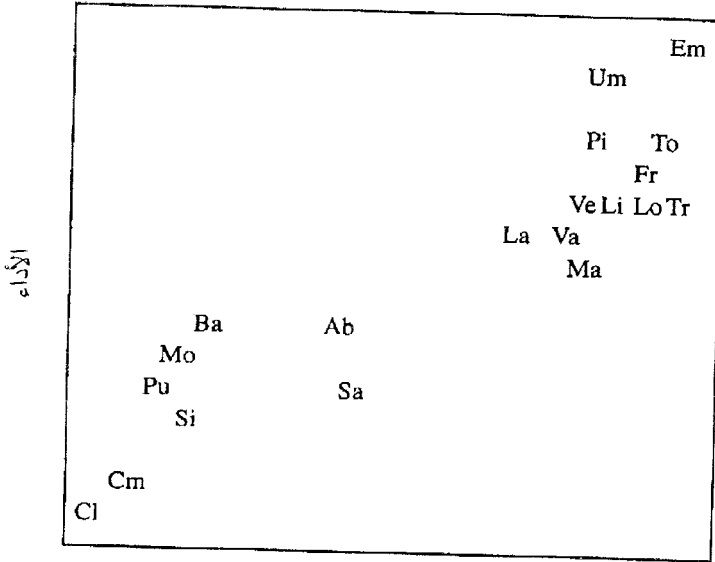 Em
Um
Pi To
Fr
Ve Li Lo Tr
La Va
Ma
الأداء
Ba Ab
Mo
Pu Sa
Si
Cm
Cl